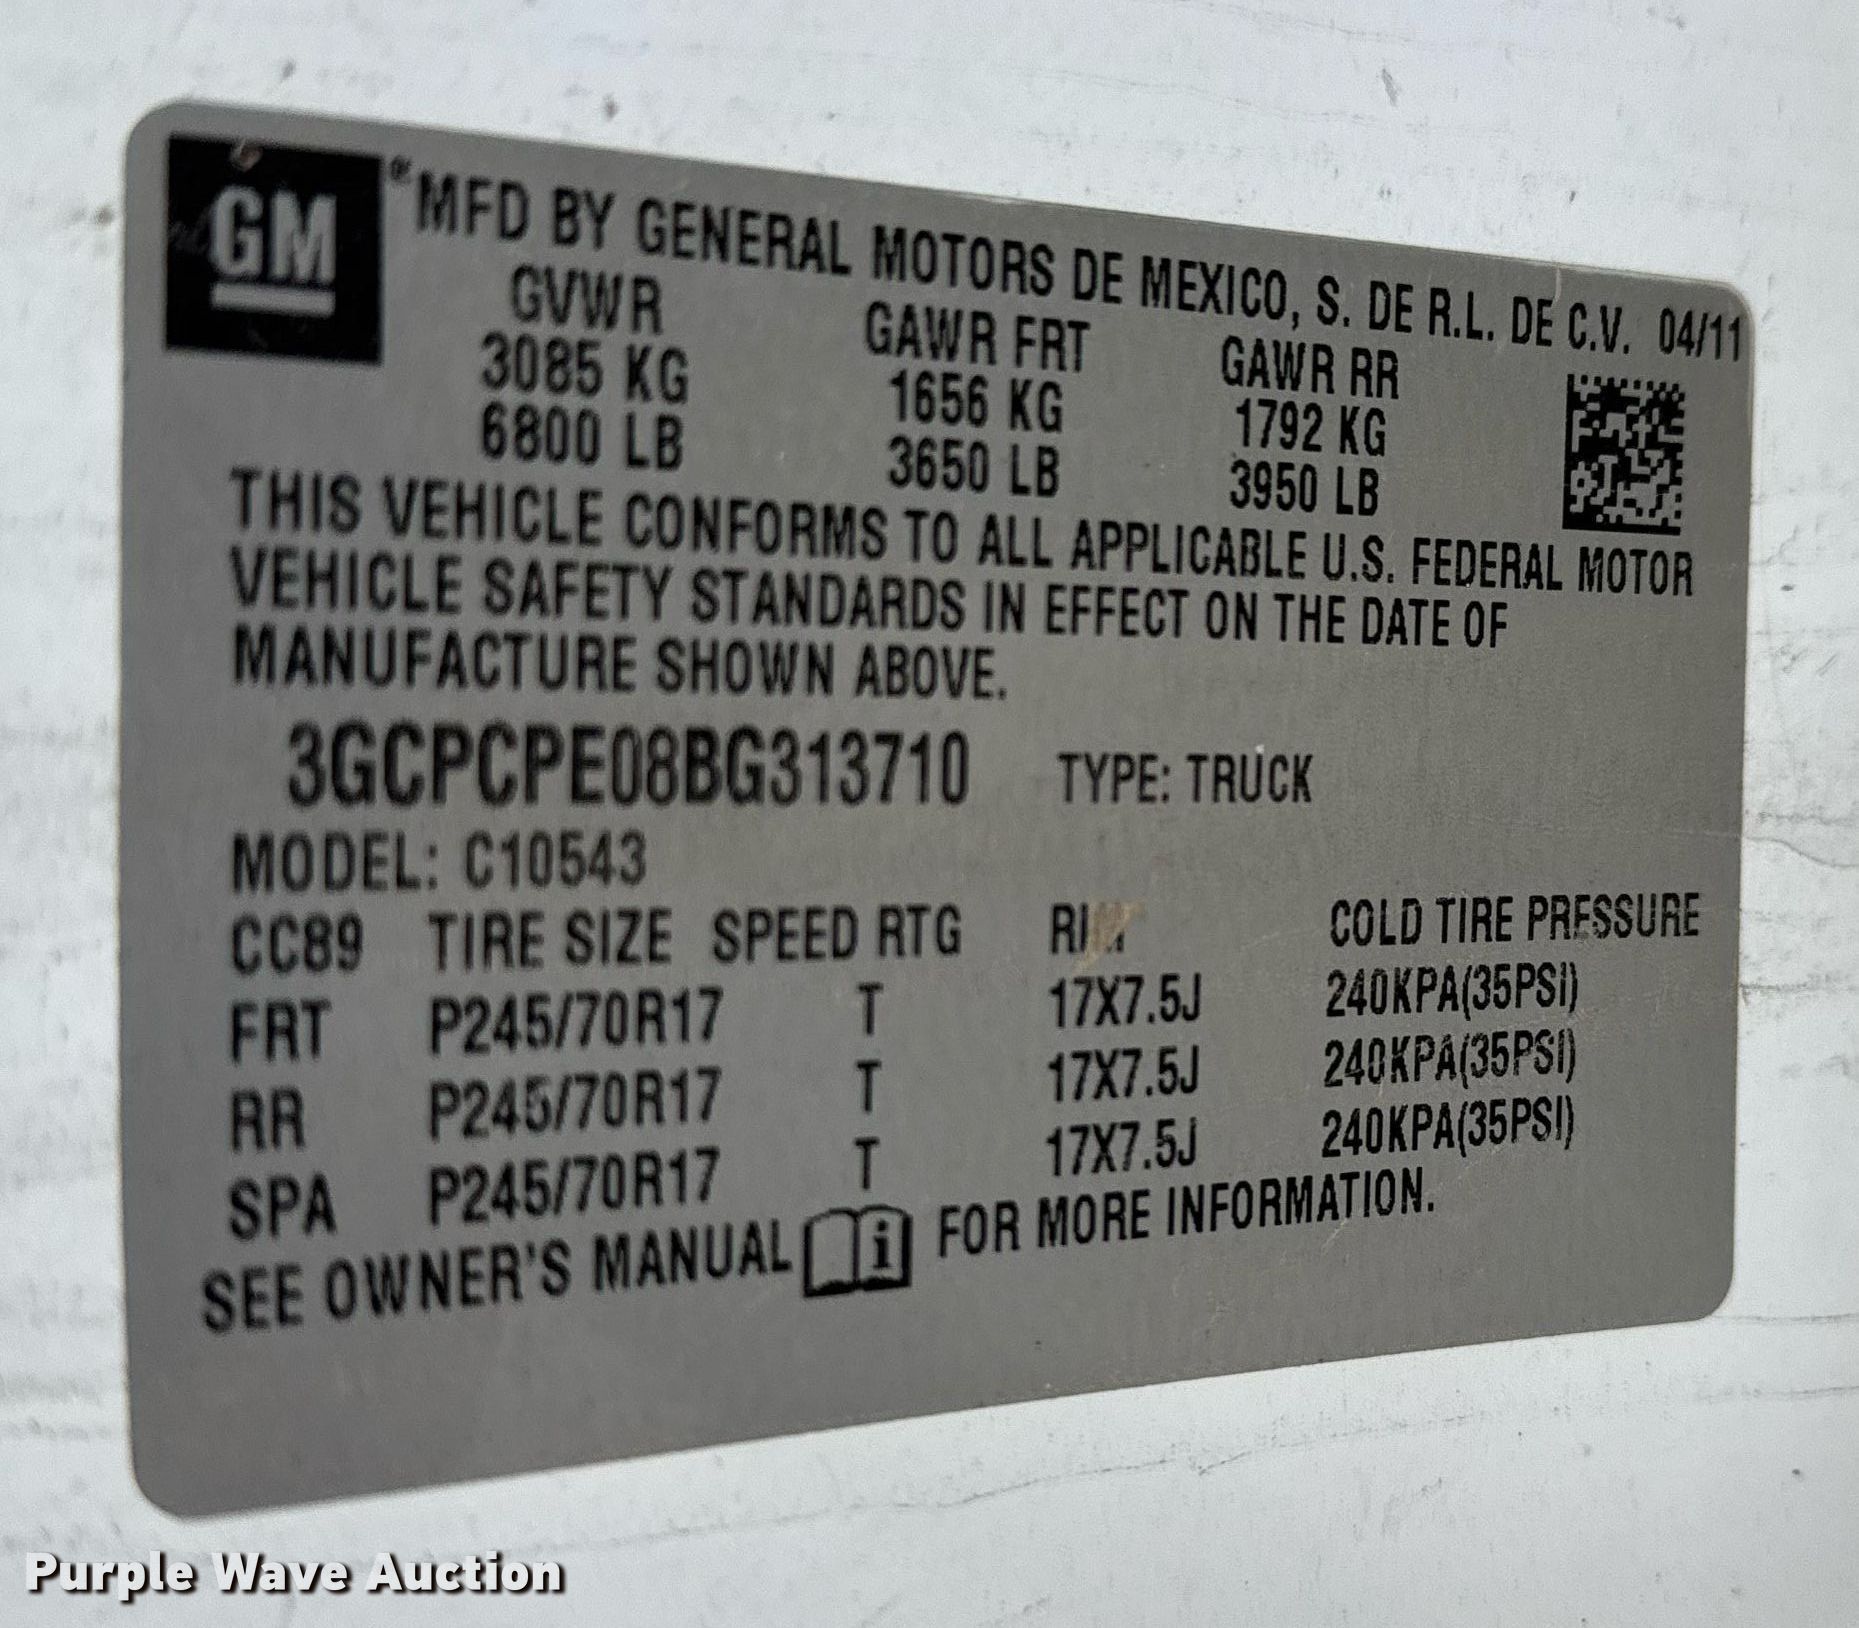 GM
® MFD BY GENERAL MOTORS DE MEXICO, S. DE R.L. DE C.V. 04/11
GVWR GAWR FRT GAWR RR
3085 KG 1656 KG 1792 KG
6800 LB 3650 LB 3950 LB
THIS VEHICLE CONFORMS TO ALL APPLICABLE U.S. FEDERAL MOTOR
VEHICLE SAFETY STANDARDS IN EFFECT ON THE DATE OF
MANUFACTURE SHOWN ABOVE.
3GCPCPE08BG313710 TYPE: TRUCK
MODEL: C10543
CC89 TIRE SIZE SPEED RTG RIM COLD TIRE PRESSURE
FRT P245/70R17 T 17X7.5J 240KPA(35PSI)
RR P245/70R17 T 17X7.5J 240KPA(35PSI)
SPA P245/70R17 T 17X7.5J 240KPA(35PSI)
SEE OWNER'S MANUAL i FOR MORE INFORMATION.
Purple Wave Auction